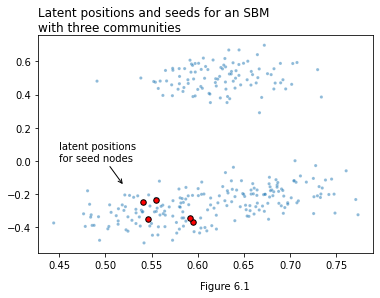 Latent positions and seeds for an SBM
with three communities
0.6
0.4
0.2
0.0
−0.2
−0.4
latent positions
for seed nodes
0.45 0.50 0.55 0.60 0.65 0.70 0.75
Figure 6.1